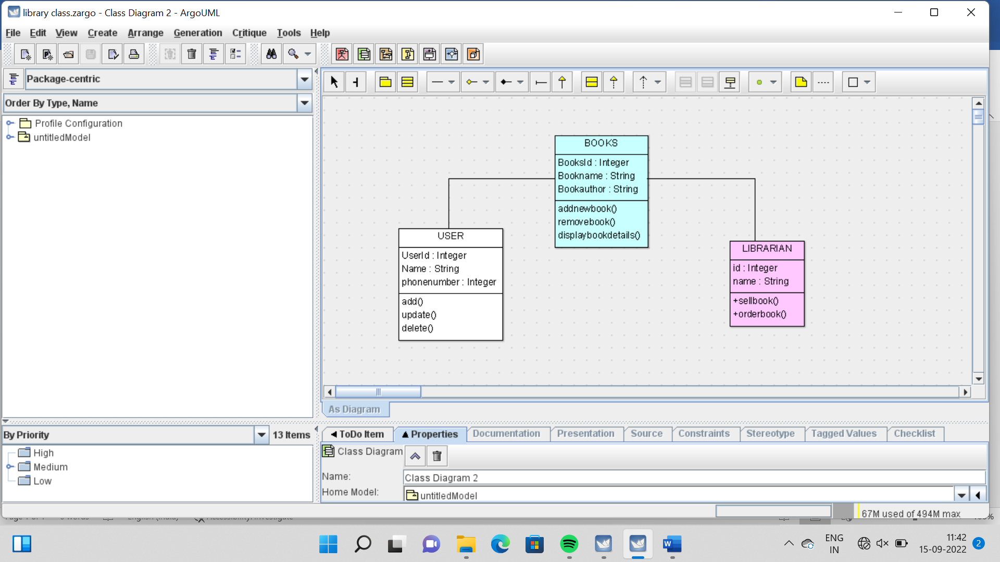 library class.zargo - Class Diagram 2 - ArgoUML
File Edit View Create Arrange Generation Critique Tools Help
Package-centric
Order By Type, Name
Profile Configuration
untitledModel
BOOKS
BooksId : Integer
Bookname : String
Bookauthor : String
addnewbook()
removebook()
displaybookdetails()
USER
UserId : Integer
Name : String
phonenumber : Integer
add()
update()
delete()
LIBRARIAN
id : Integer
name : String
+sellbook()
+orderbook()
As Diagram
By Priority 13 Items
High
Medium
Low
ToDo Item Properties Documentation Presentation Source Constraints Stereotype Tagged Values Checklist
Class Diagram
Name: Class Diagram 2
Home Model: untitledModel
67M used of 494M max
ENG
IN
11:42
15-09-2022
2